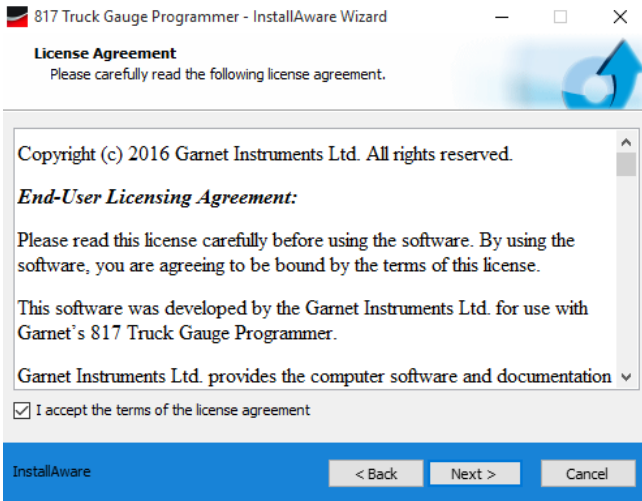 817 Truck Gauge Programmer - InstallAware Wizard
License Agreement
Please carefully read the following license agreement.
Copyright (c) 2016 Garnet Instruments Ltd. All rights reserved.
End-User Licensing Agreement:
Please read this license carefully before using the software. By using the
software, you are agreeing to be bound by the terms of this license.
This software was developed by the Garnet Instruments Ltd. for use with
Garnet's 817 Truck Gauge Programmer.
Garnet Instruments Ltd. provides the computer software and documentation
I accept the terms of the license agreement
InstallAware
< Back
Next >
Cancel